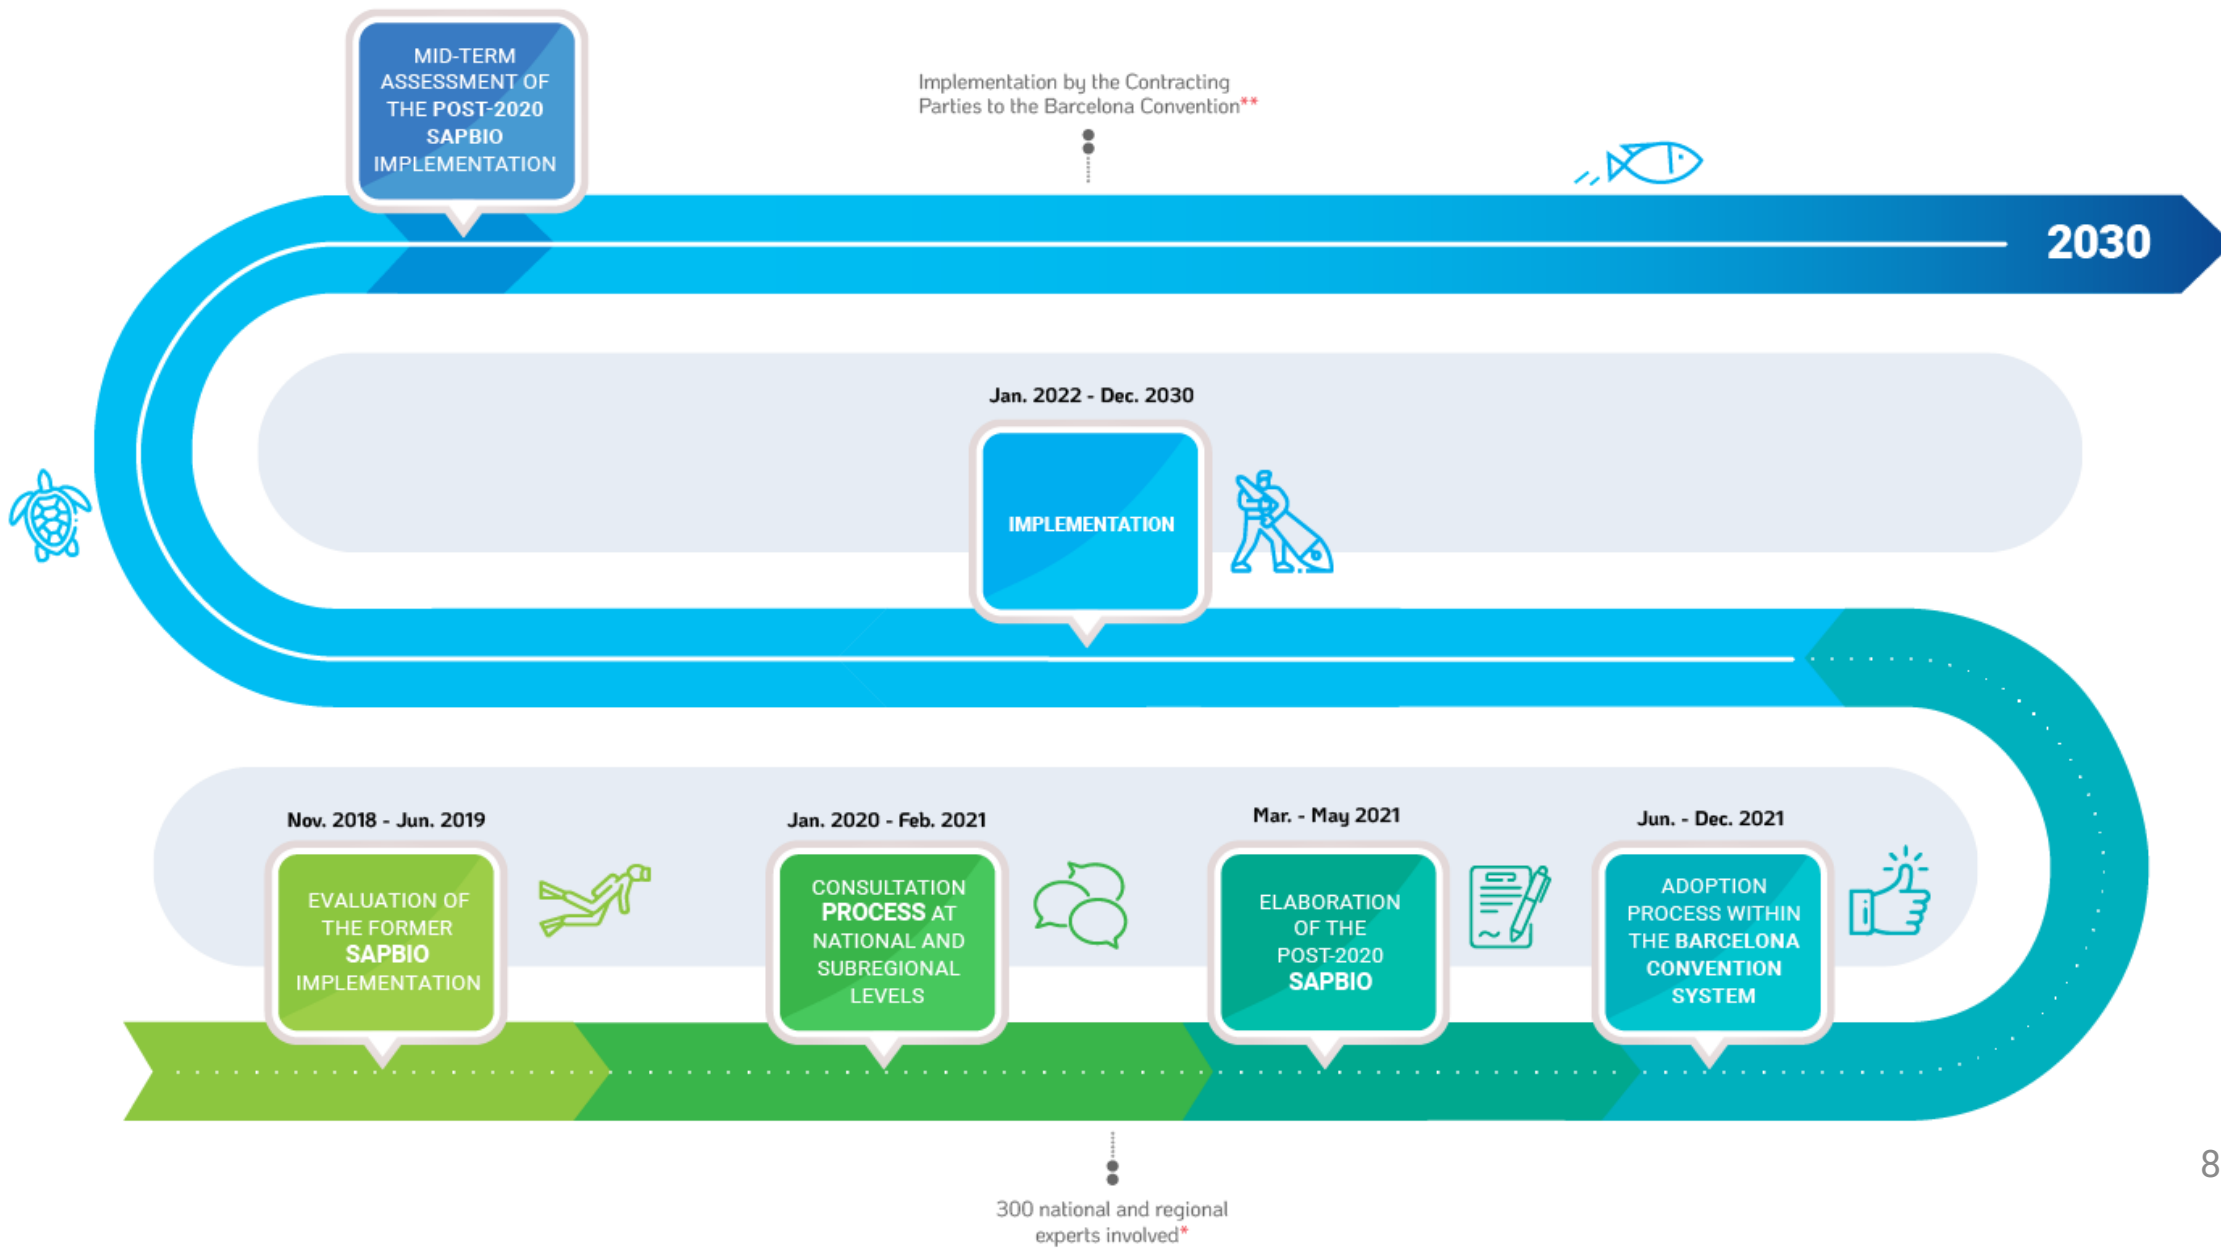 MID-TERM
ASSESSMENT OF
THE POST-2020
SAPBIO
IMPLEMENTATION
Implementation by the Contracting
Parties to the Barcelona Convention**
2030
Jan. 2022 - Dec. 2030
IMPLEMENTATION
Nov. 2018 - Jun. 2019
EVALUATION OF
THE FORMER
SAPBIO
IMPLEMENTATION
Jan. 2020 - Feb. 2021
CONSULTATION
PROCESS AT
NATIONAL AND
SUBREGIONAL
LEVELS
Mar. - May 2021
ELABORATION
OF THE
POST-2020
SAPBIO
Jun. - Dec. 2021
ADOPTION
PROCESS WITHIN
THE BARCELONA
CONVENTION
SYSTEM
300 national and regional
experts involved*
8